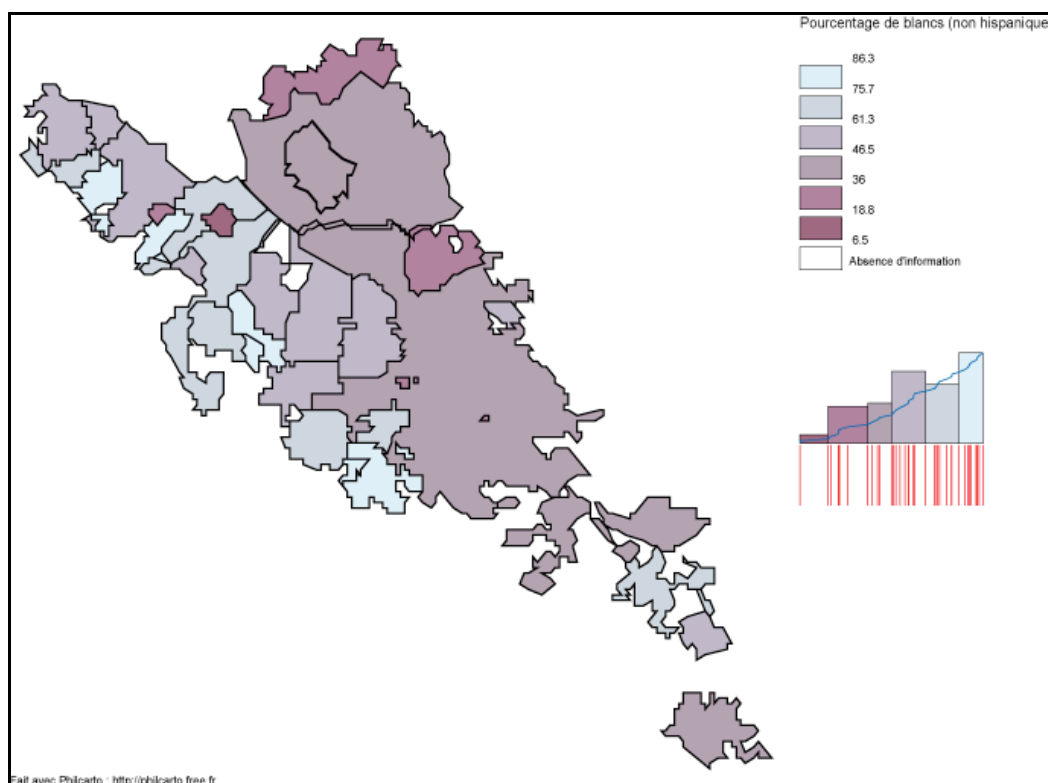 Pourcentage de blancs (non hispanique
86.3
75.7
61.3
46.5
36
18.8
6.5
Absence d'information
Fait avec Philcarto : http://philcarto.free.fr